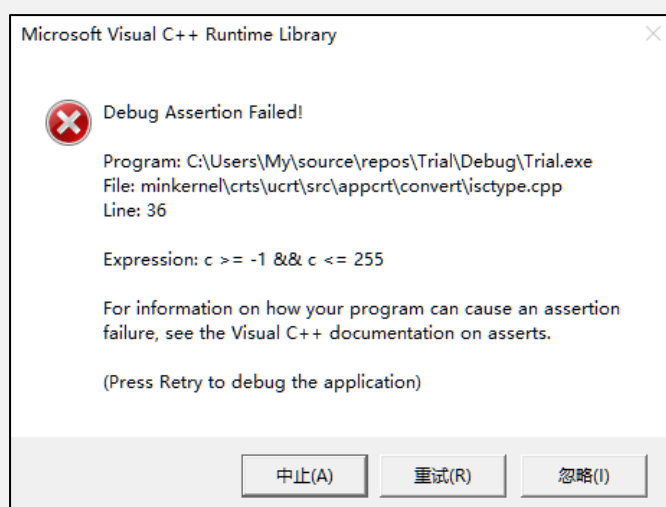 Microsoft Visual C++ Runtime Library
Debug Assertion Failed!
Program: C:\Users\My\source\repos\Trial\Debug\Trial.exe
File: minkernel\crts\ucrt\src\appcrt\convert\isctype.cpp
Line: 36
Expression: c >= -1 && c <= 255
For information on how your program can cause an assertion
failure, see the Visual C++ documentation on asserts.
(Press Retry to debug the application)
中止(A)
重试(R)
忽略(I)